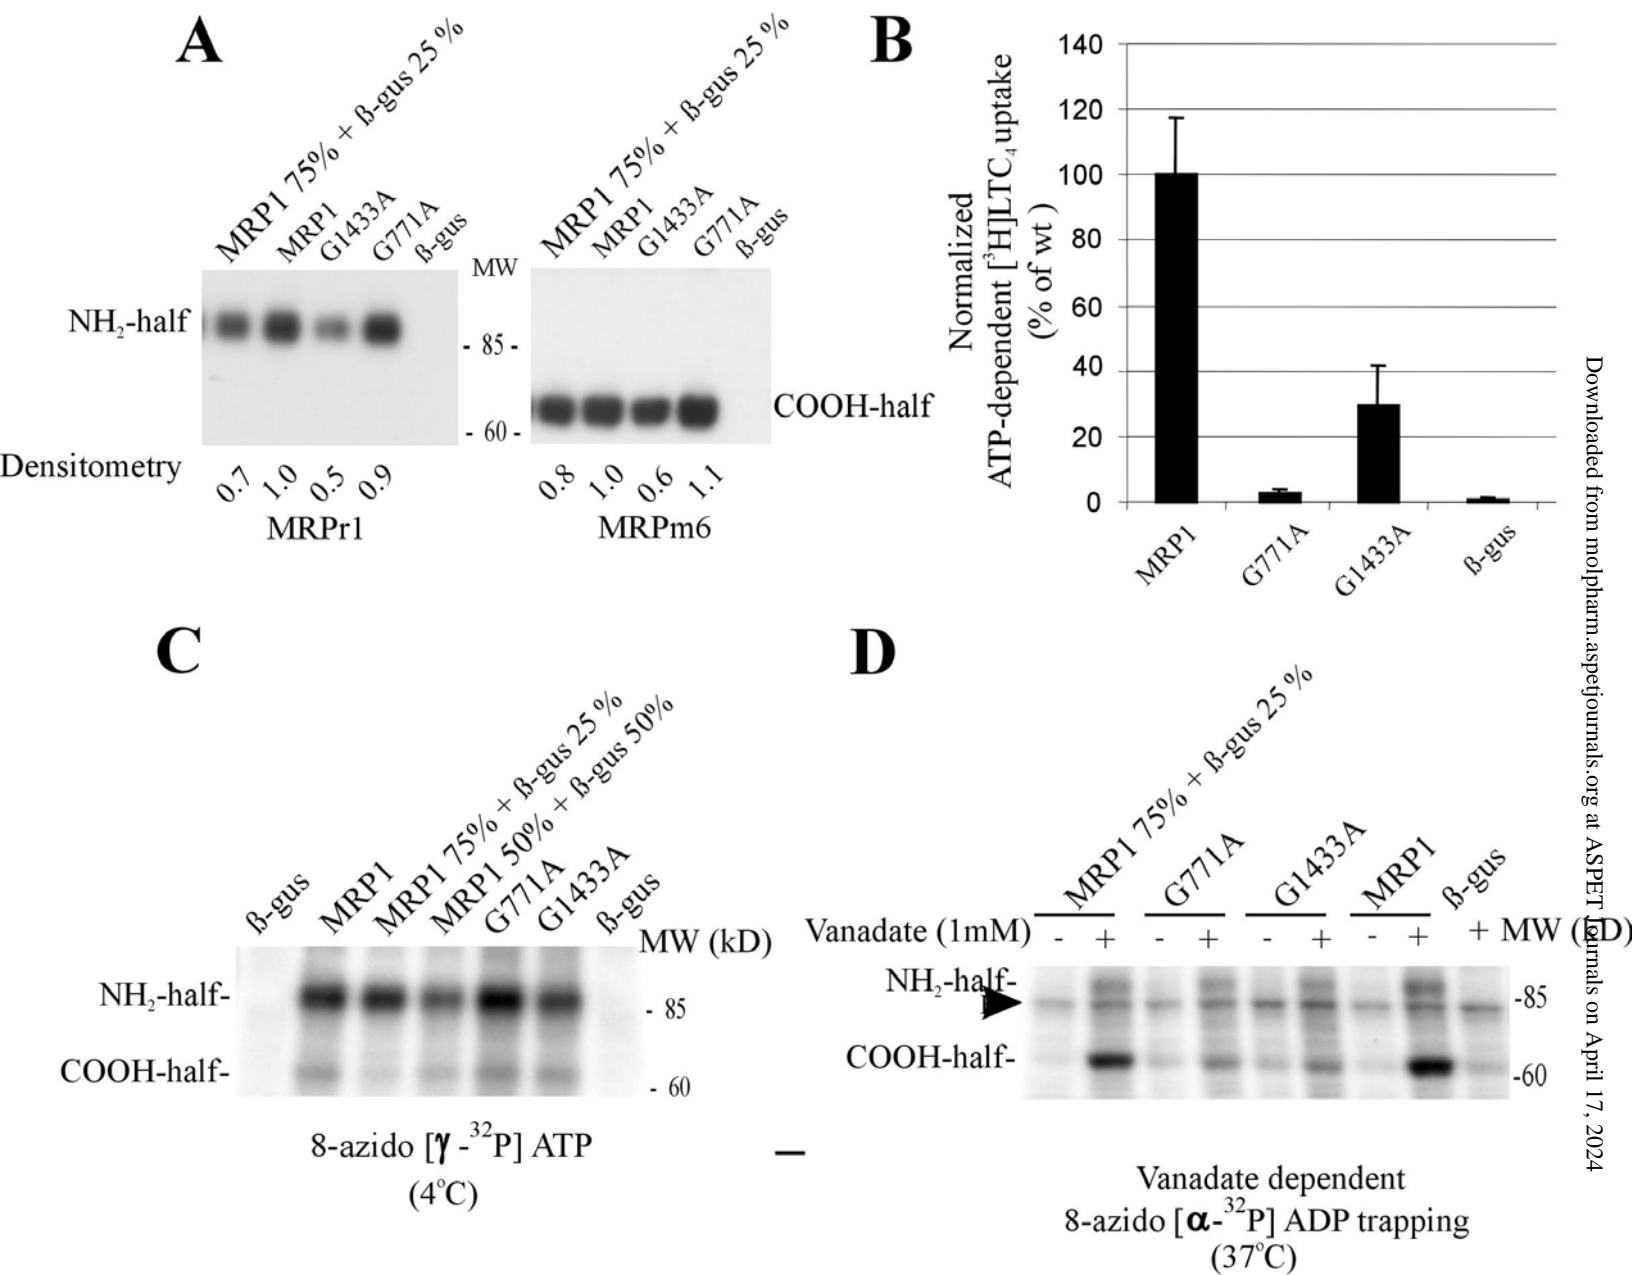 A
MRP1 75% + ß-gus 25 %
MRP1
G1433A
G771A
ß-gus
MRP1 75% + ß-gus 25 %
MRP1
G1433A
G771A
ß-gus
MW
NH2-half
- 85 -
COOH-half
- 60 -
Densitometry
0.7 1.0 0.5 0.9
0.8 1.0 0.6 1.1
MRPr1
MRPm6
B
Normalized
ATP-dependent [3H]LTC4 uptake
(% of wt )
140
120
100
80
60
40
20
0
MRP1
G771A
G1433A
ß-gus
C
ß-gus
MRP1
MRP1 75% + ß-gus 25 %
MRP1 50% + ß-gus 50%
G771A
G1433A
ß-gus
MW (kD)
NH2-half-
- 85
COOH-half-
- 60
8-azido [γ -32P] ATP
(4°C)
D
MRP1 75% + ß-gus 25 %
G771A
G1433A
MRP1
ß-gus
Vanadate (1mM) - + - + - + - + + MW (kD)
NH2-half-
-85
COOH-half-
-60
Vanadate dependent
8-azido [α-32P] ADP trapping
(37°C)
Downloaded from molpharm.aspetjournals.org at ASPET Journals on April 17, 2024